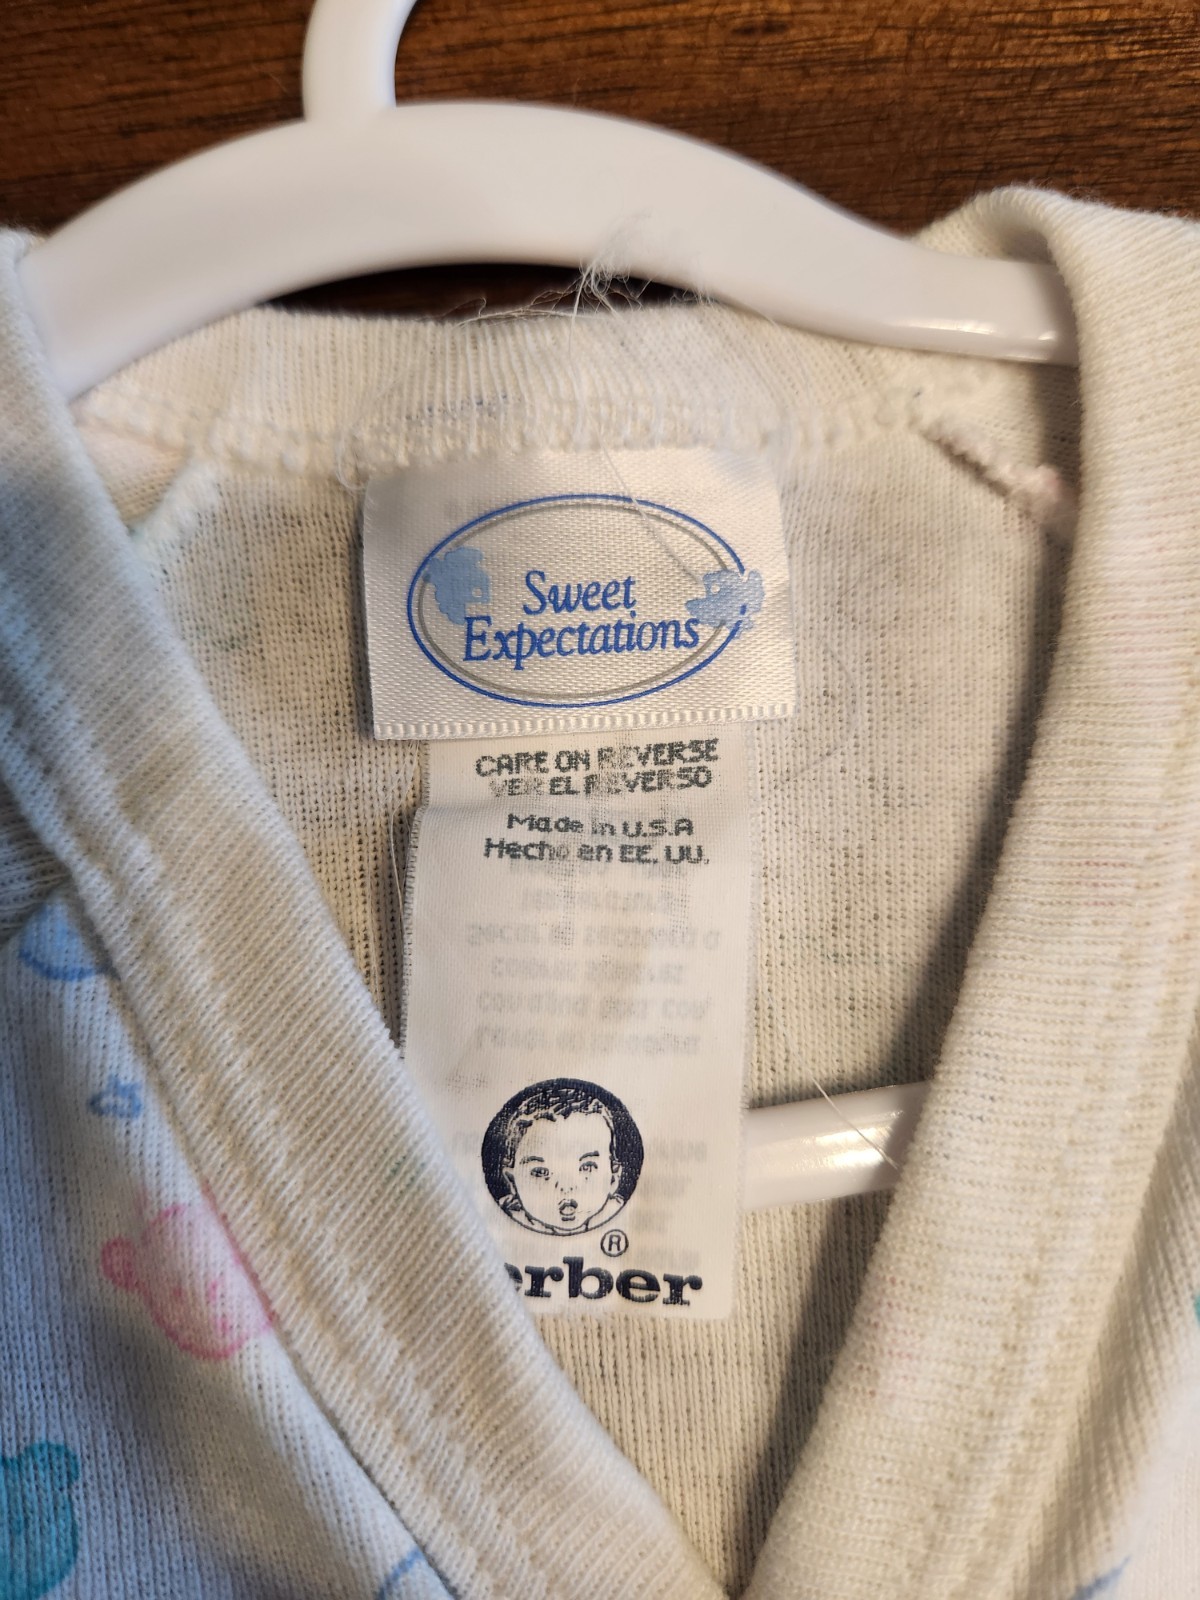 Sweet
Expectations
CARE ON REVERSE
VER EL REVERSO
Made in U.S.A
Hecho en EE. UU.
®
erber